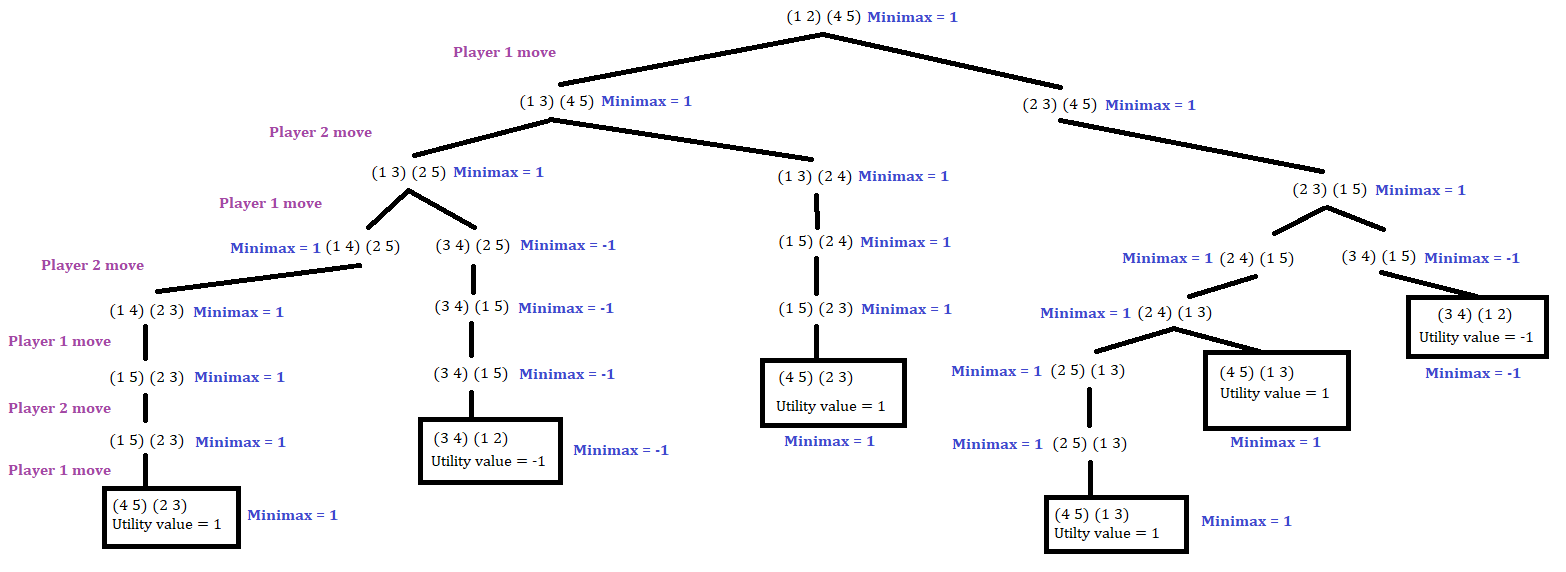 (1 2) (4 5) Minimax = 1
Player 1 move
(1 3) (4 5) Minimax = 1
(2 3) (4 5) Minimax = 1
Player 2 move
(1 3) (2 5) Minimax = 1
(1 3) (2 4) Minimax = 1
(2 3) (1 5) Minimax = 1
Player 1 move
Minimax = 1 (1 4) (2 5)
(3 4) (2 5) Minimax = -1
(1 5) (2 4) Minimax = 1
Minimax = 1 (2 4) (1 5)
(3 4) (1 5) Minimax = -1
Player 2 move
(1 4) (2 3) Minimax = 1
(3 4) (1 5) Minimax = -1
(1 5) (2 3) Minimax = 1
Minimax = 1 (2 4) (1 3)
(3 4) (1 2)
Utility value = -1
Minimax = -1
Player 1 move
(1 5) (2 3) Minimax = 1
(3 4) (1 5) Minimax = -1
(4 5) (2 3)
Utility value = 1
Minimax = 1
Minimax = 1 (2 5) (1 3)
(4 5) (1 3)
Utility value = 1
Minimax = 1
Player 2 move
(1 5) (2 3) Minimax = 1
(3 4) (1 2)
Utility value = -1
Minimax = -1
Minimax = 1 (2 5) (1 3)
Player 1 move
(4 5) (2 3)
Utility value = 1
Minimax = 1
(4 5) (1 3)
Utilty value = 1
Minimax = 1